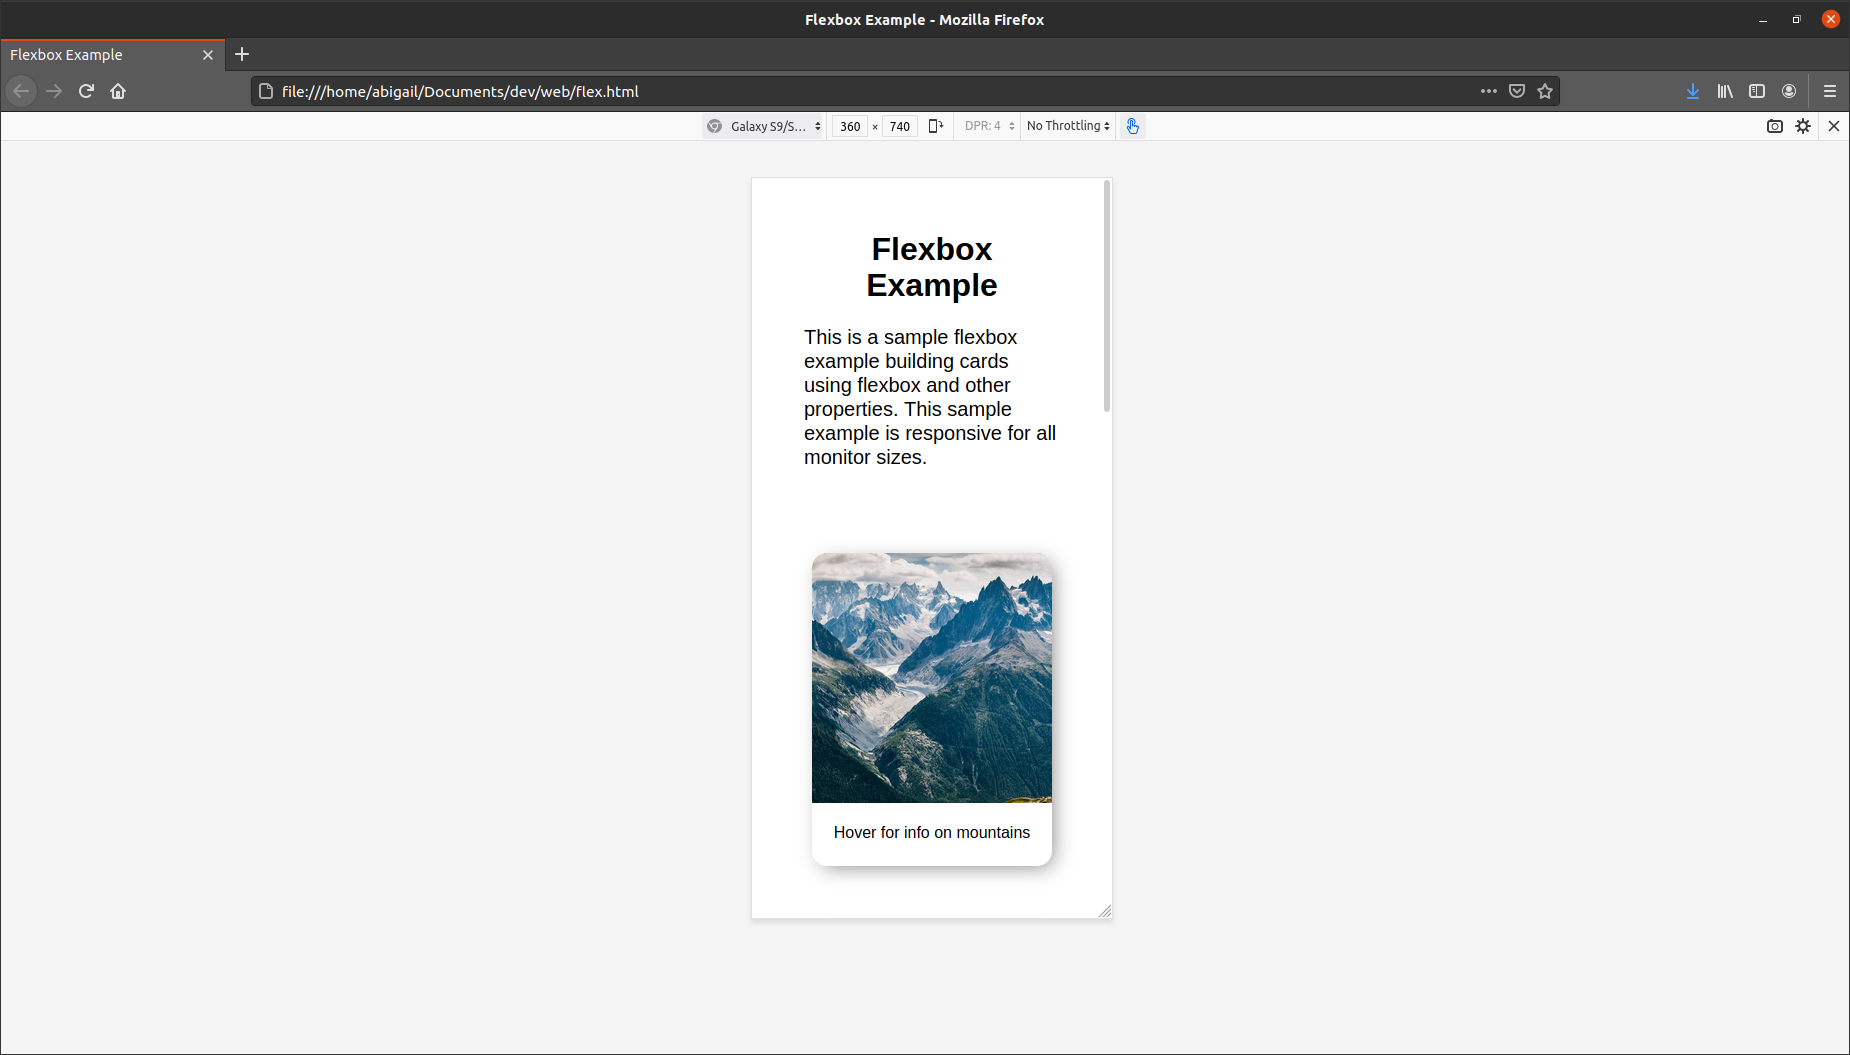 Flexbox Example - Mozilla Firefox
Flexbox Example
file:///home/abigail/Documents/dev/web/flex.html
Galaxy S9/S... 360 × 740 DPR: 4 No Throttling
Flexbox
Example
This is a sample flexbox
example building cards
using flexbox and other
properties. This sample
example is responsive for all
monitor sizes.
Hover for info on mountains